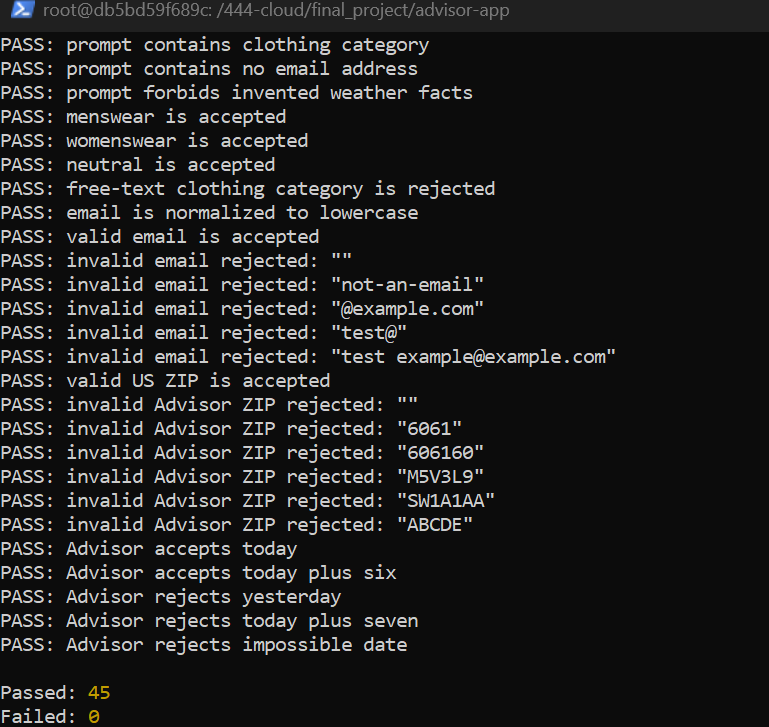 root@db5bd59f689c: /444-cloud/final_project/advisor-app
PASS: prompt contains clothing category
PASS: prompt contains no email address
PASS: prompt forbids invented weather facts
PASS: menswear is accepted
PASS: womenswear is accepted
PASS: neutral is accepted
PASS: free-text clothing category is rejected
PASS: email is normalized to lowercase
PASS: valid email is accepted
PASS: invalid email rejected: ""
PASS: invalid email rejected: "not-an-email"
PASS: invalid email rejected: "@example.com"
PASS: invalid email rejected: "test@"
PASS: invalid email rejected: "test example@example.com"
PASS: valid US ZIP is accepted
PASS: invalid Advisor ZIP rejected: ""
PASS: invalid Advisor ZIP rejected: "6061"
PASS: invalid Advisor ZIP rejected: "606160"
PASS: invalid Advisor ZIP rejected: "M5V3L9"
PASS: invalid Advisor ZIP rejected: "SW1A1AA"
PASS: invalid Advisor ZIP rejected: "ABCDE"
PASS: Advisor accepts today
PASS: Advisor accepts today plus six
PASS: Advisor rejects yesterday
PASS: Advisor rejects today plus seven
PASS: Advisor rejects impossible date
Passed: 45
Failed: 0